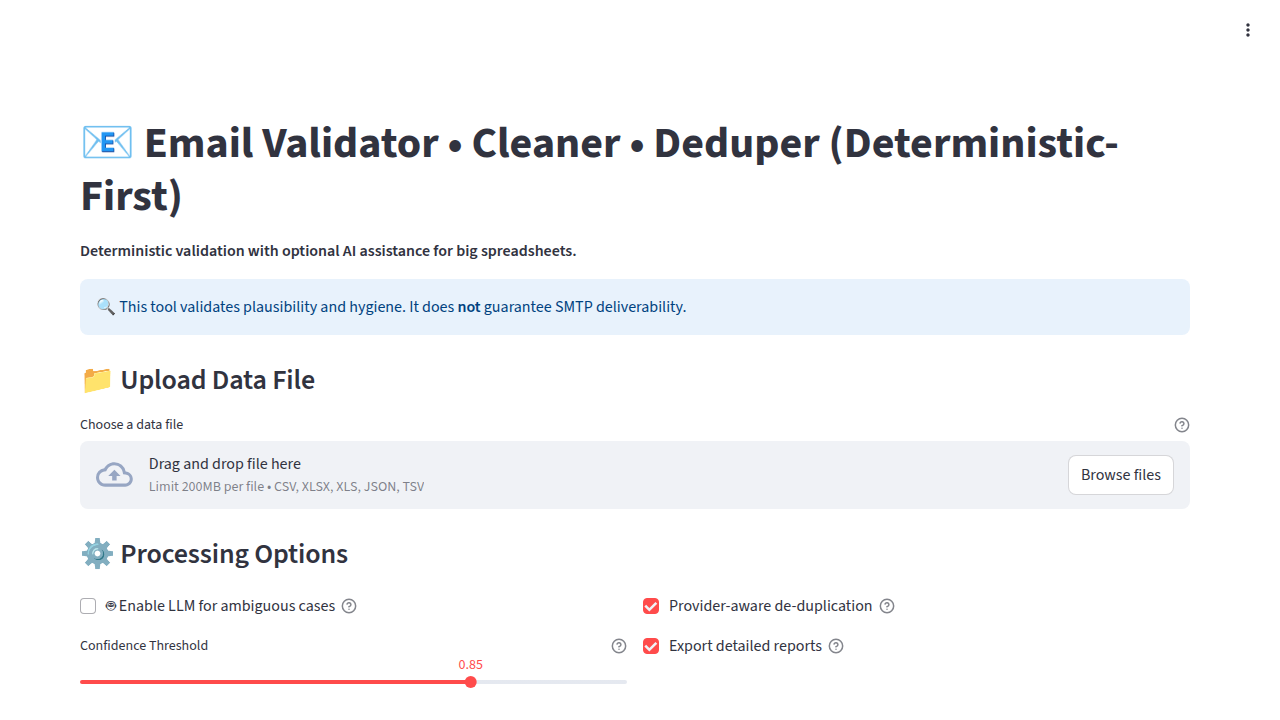 📧 Email Validator • Cleaner • Deduper (Deterministic-
First)
Deterministic validation with optional AI assistance for big spreadsheets.
🔍 This tool validates plausibility and hygiene. It does not guarantee SMTP deliverability.
📁 Upload Data File
Choose a data file
Drag and drop file here
Limit 200MB per file • CSV, XLSX, XLS, JSON, TSV
Browse files
⚙️ Processing Options
Enable LLM for ambiguous cases
Provider-aware de-duplication
Confidence Threshold
Export detailed reports
0.85